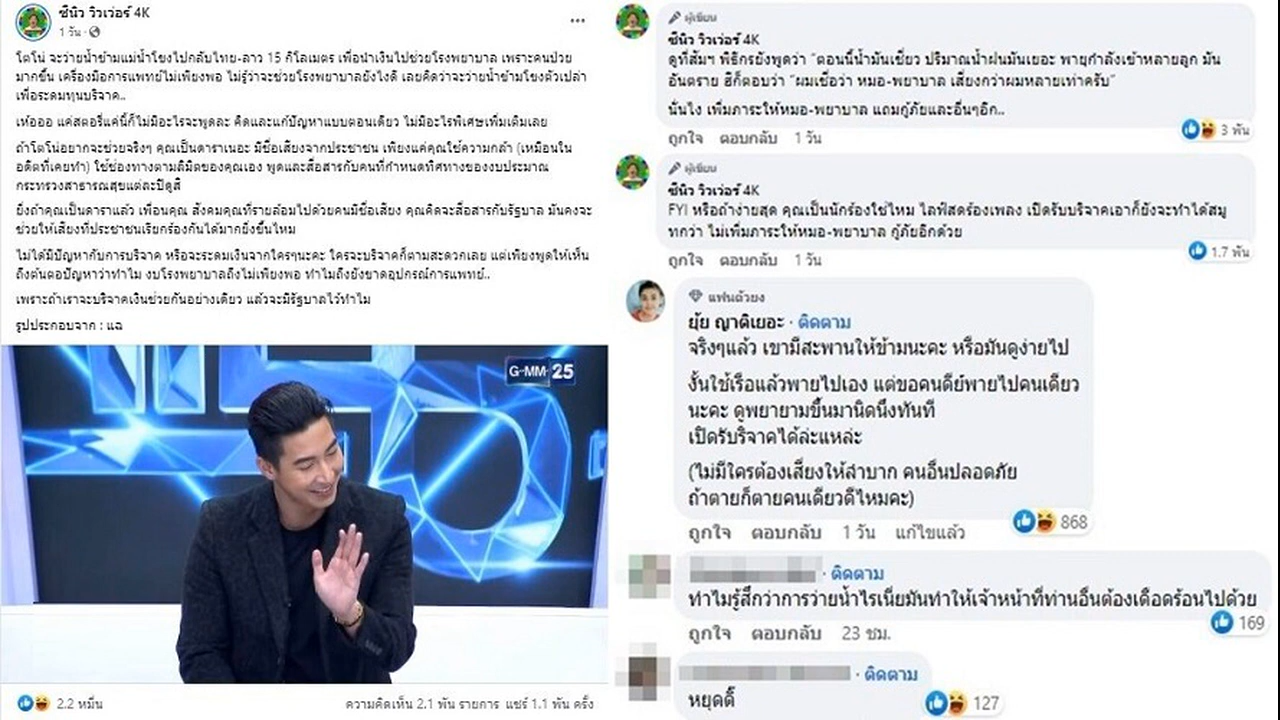 ซีนิว วิวเว่อร์ 4K
1 วัน
โตโน่ จะว่ายน้ำข้ามแม่น้ำโขงไปกลับไทย-ลาว 15 กิโลเมตร เพื่อนำเงินไปช่วยโรงพยาบาล เพราะคนป่วย
มากขึ้น เครื่องมือการแพทย์ไม่เพียงพอ ไม่รู้ว่าจะช่วยโรงพยาบาลยังไงดี เลยคิดว่าจะว่ายน้ำข้ามโขงตัวเปล่า
เพื่อระดมทุนบริจาค..
เห้อออ แค่สตอรี่แค่นี้ก็ไม่มีอะไรจะพูดละ คิดและแก้ปัญหาแบบตอนเดียว ไม่มีอะไรพิเศษเพิ่มเติมเลย
ถ้าโตโน่อยากจะช่วยจริงๆ คุณเป็นดาราเนอะ มีชื่อเสียงจากประชาชน เพียงแค่คุณใช้ความกล้า (เหมือนใน
อดีตที่เคยทำ) ใช้ช่องทางตามลิมิตของคุณเอง พูดและสื่อสารกับคนที่กำหนดทิศทางของงบประมาณ
กระทรวงสาธารณสุขแต่ละปีดูสิ
ยิ่งถ้าคุณเป็นดาราแล้ว เพื่อนคุณ สังคมคุณที่รายล้อมไปด้วยคนมีชื่อเสียง คุณคิดจะสื่อสารกับรัฐบาล มันคงจะ
ช่วยให้เสียงที่ประชาชนเรียกร้องกันได้มากยิ่งขึ้นไหม
ไม่ได้มีปัญหากับการบริจาค หรือจะระดมเงินจากใครๆนะคะ ใครจะบริจาคก็ตามสะดวกเลย แต่เพียงพูดให้เห็น
ถึงต้นตอปัญหาว่าทำไม งบโรงพยาบาลถึงไม่เพียงพอ ทำไมถึงยังขาดอุปกรณ์การแพทย์..
เพราะถ้าเราจะบริจาคเงินช่วยกันอย่างเดียว แล้วจะมีรัฐบาลไว้ทำไม
รูปประกอบจาก : แฉ
G-MM 25
2.2 หมื่น
ความคิดเห็น 2.1 พัน รายการ แชร์ 1.1 พัน ครั้ง
ผู้เขียน
ซีนิว วิวเว่อร์ 4K
ดูที่ส้มฯ พิธีกรยังพูดว่า "ตอนนี้น้ำมันเชี่ยว ปริมาณน้ำฝนมันเยอะ พายุกำลังเข้าหลายลูก มัน
อันตราย ฮีก็ตอบว่า "ผมเชื่อว่า หมอ-พยาบาล เสี่ยงกว่าผมหลายเท่าครับ"
นั่นไง เพิ่มภาระให้หมอ-พยาบาล แถมกู้ภัยและอื่นๆอีก..
ถูกใจ ตอบกลับ 1 วัน
3 พัน
ผู้เขียน
ซีนิว วิวเว่อร์ 4K
FYI หรือถ้าง่ายสุด คุณเป็นนักร้องใช่ไหม ไลฟ์สดร้องเพลง เปิดรับบริจาคเอาก็ยังจะทำได้สมู
ทกว่า ไม่เพิ่มภาระให้หมอ-พยาบาล กู้ภัยอีกด้วย
ถูกใจ ตอบกลับ 1 วัน
1.7 พัน
แฟนตัวยง
ยุ้ย ญาติเยอะ · ติดตาม
จริงๆแล้ว เขามีสะพานให้ข้ามนะคะ หรือมันดูง่ายไป
งั้นใช้เรือแล้วพายไปเอง แต่ขอคนดีย์พายไปคนเดียว
นะคะ ดูพยายามขึ้นมานิดนึงทันที
เปิดรับริจาคได้ล่ะแหล่ะ
(ไม่มีใครต้องเสี่ยงให้ลำบาก คนอื่นปลอดภัย
ถ้าตายก็ตายคนเดียวดีไหมคะ)
ถูกใจ ตอบกลับ 1 วัน แก้ไขแล้ว
868
· ติดตาม
ทำไมรู้สึกว่าการว่ายน้ำไรเนี่ยมันทำให้เจ้าหน้าที่ท่านอื่นต้องเดือดร้อนไปด้วย
169
ถูกใจ ตอบกลับ 23 ชม.
· ติดตาม
หยุดดิ๊
127